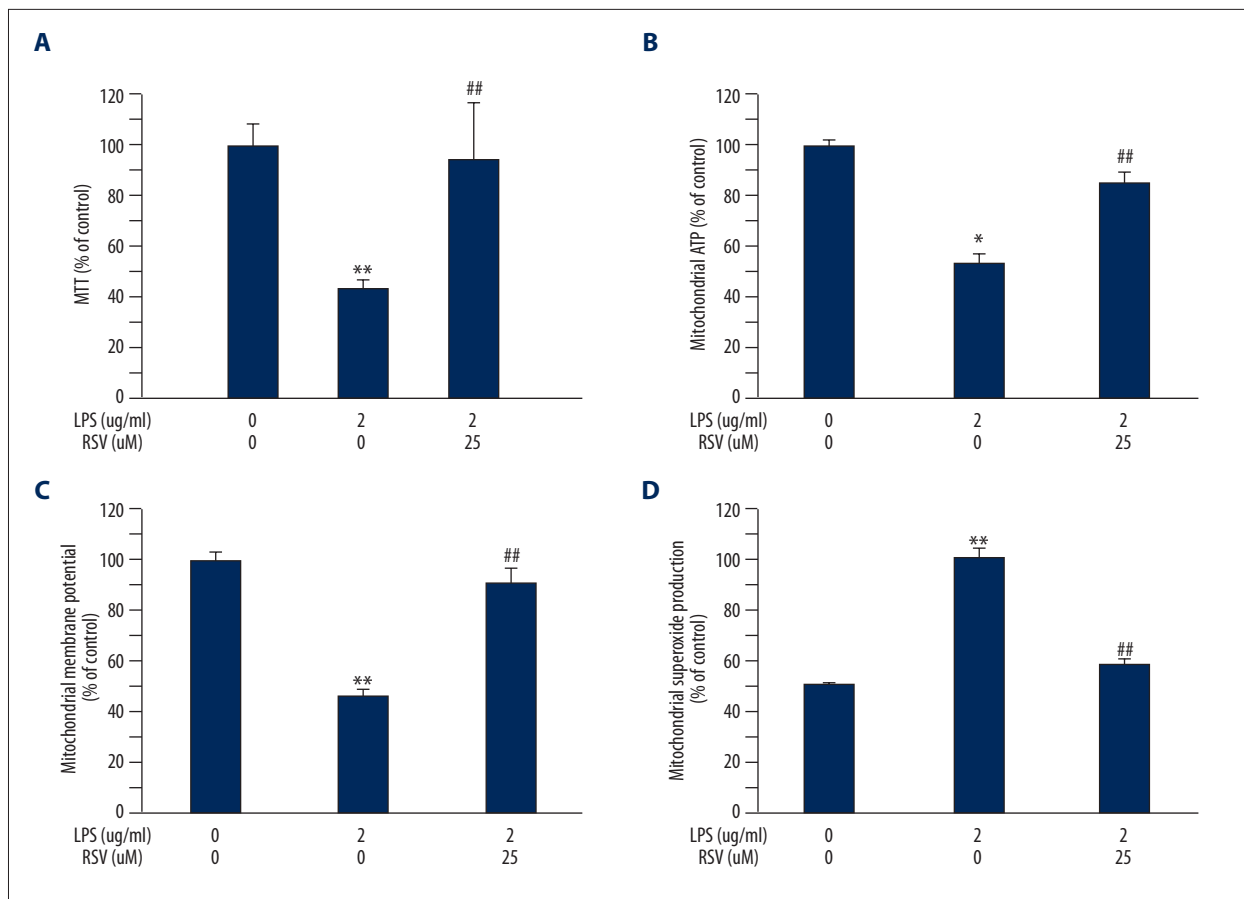 A
MTT (% of control)
120
100
80
60
40
20
0
**
##
LPS (ug/ml) 0 2 2
RSV (uM) 0 0 25
B
Mitochondrial ATP (% of control)
120
100
80
60
40
20
0
*
##
LPS (ug/ml) 0 2 2
RSV (uM) 0 0 25
C
Mitochondrial membrane potential
(% of control)
120
100
80
60
40
20
0
**
##
LPS (ug/ml) 0 2 2
RSV (uM) 0 0 25
D
Mitochondrial superoxide production
(% of control)
120
100
80
60
40
20
0
**
##
LPS (ug/ml) 0 2 2
RSV (uM) 0 0 25